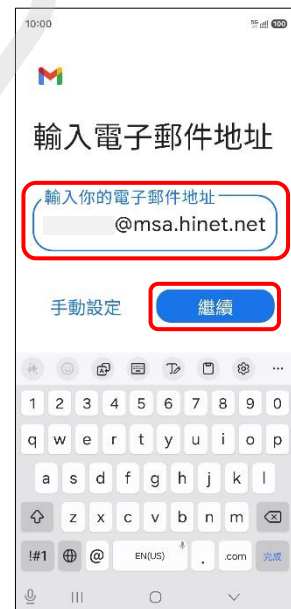 10:00 5G 100
輸入電子郵件地址
輸入你的電子郵件地址
@msa.hinet.net
手動設定 繼續
1 2 3 4 5 6 7 8 9 0
q w e r t y u i o p
a s d f g h j k l
z x c v b n m
!#1 @ EN(US) . .com 完成